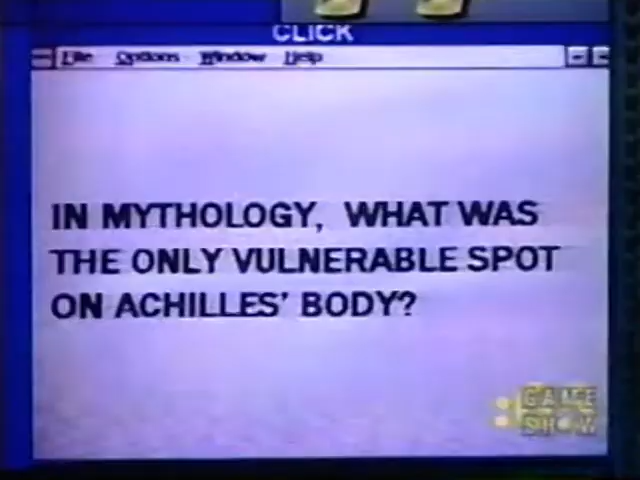 CLICK
File Options Window Help
IN MYTHOLOGY, WHAT WAS
THE ONLY VULNERABLE SPOT
ON ACHILLES' BODY?
GAME
SHOW